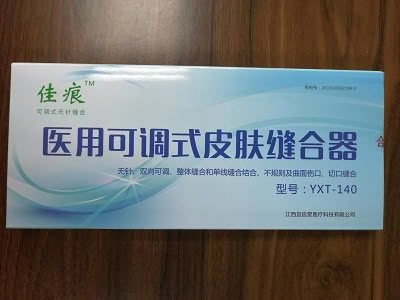 佳痕™
可调式无针缝合
医用可调式皮肤缝合器
无针、双向可调、整体缝合和单线缝合结合、不规则及曲面伤口、切口缝合
型号：YXT-140